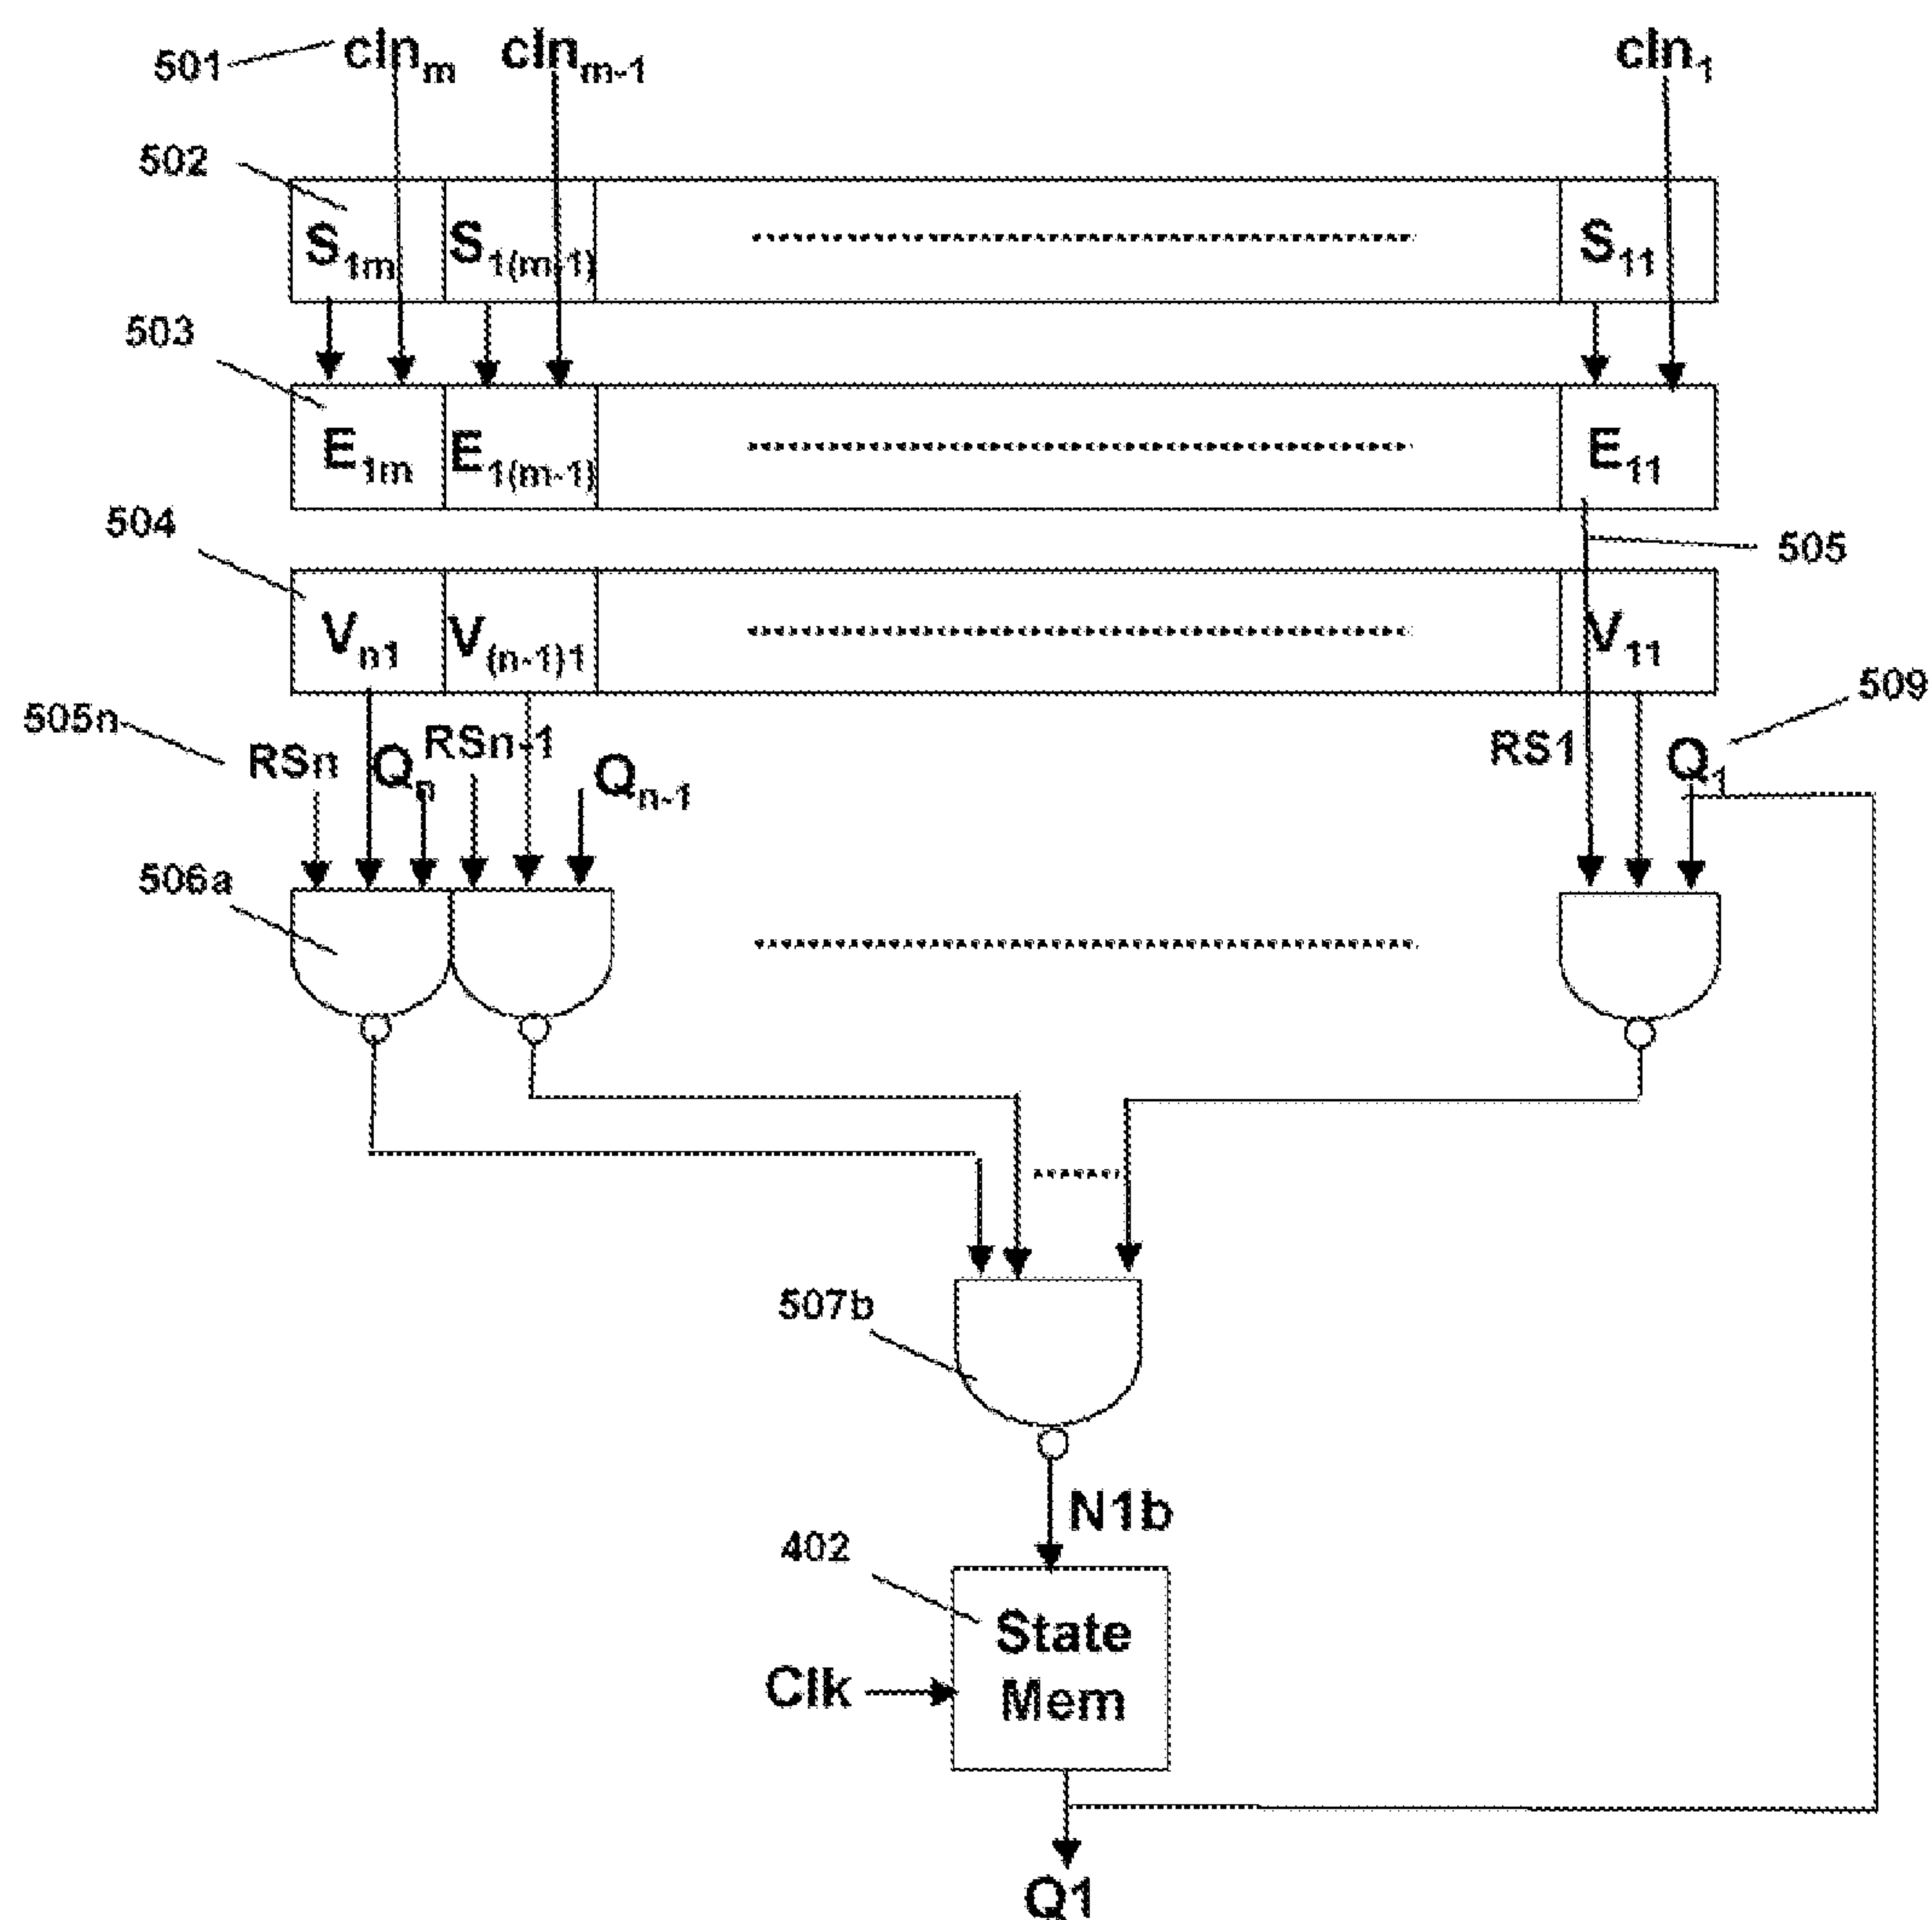 501 cIn_m cIn_m-1 cIn_1
502
S_1m S_1(m-1) S_11
503
E_1m E_1(m-1) E_11
504
505
V_n1 V_(n-1)1 V_11
505n RSn Q_n RSn-1 Q_n-1 RS1 Q_1 509
506a
507b
N1b
402
State
Mem
Clk
Q1